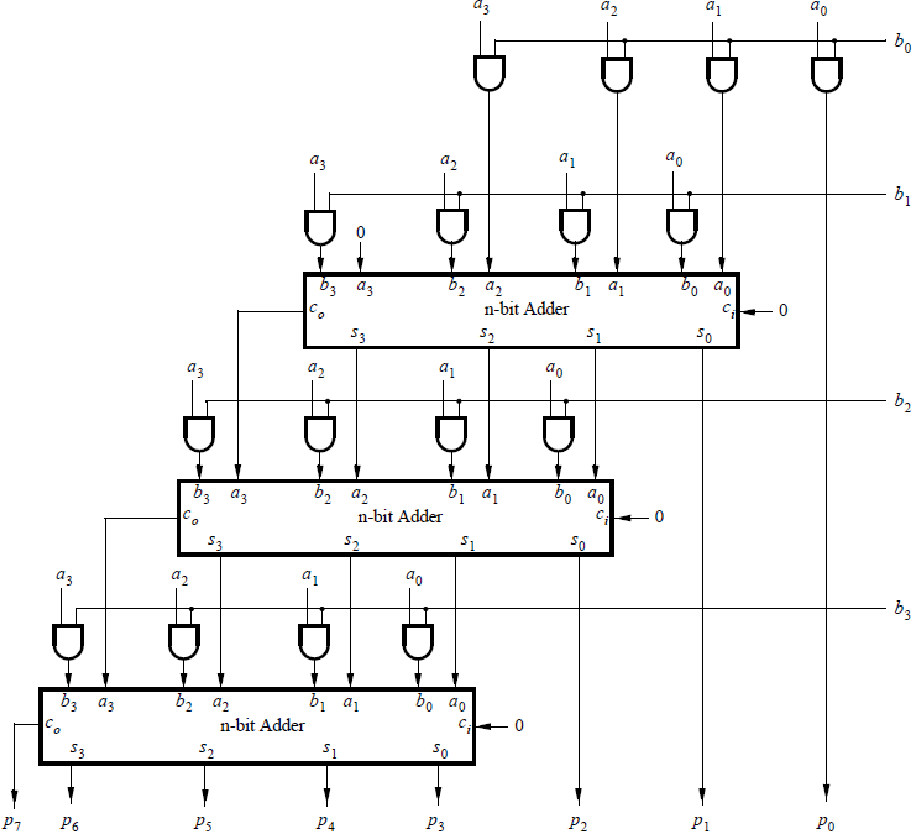 a3 a2 a1 a0
b0
a3 a2 a1 a0
b1
0
b3 a3 b2 a2 b1 a1 b0 a0
co n-bit Adder ci 0
s3 s2 s1 s0
a3 a2 a1 a0
b2
b3 a3 b2 a2 b1 a1 b0 a0
co n-bit Adder ci 0
s3 s2 s1 s0
a3 a2 a1 a0
b3
b3 a3 b2 a2 b1 a1 b0 a0
co n-bit Adder ci 0
s3 s2 s1 s0
p7 p6 p5 p4 p3 p2 p1 p0